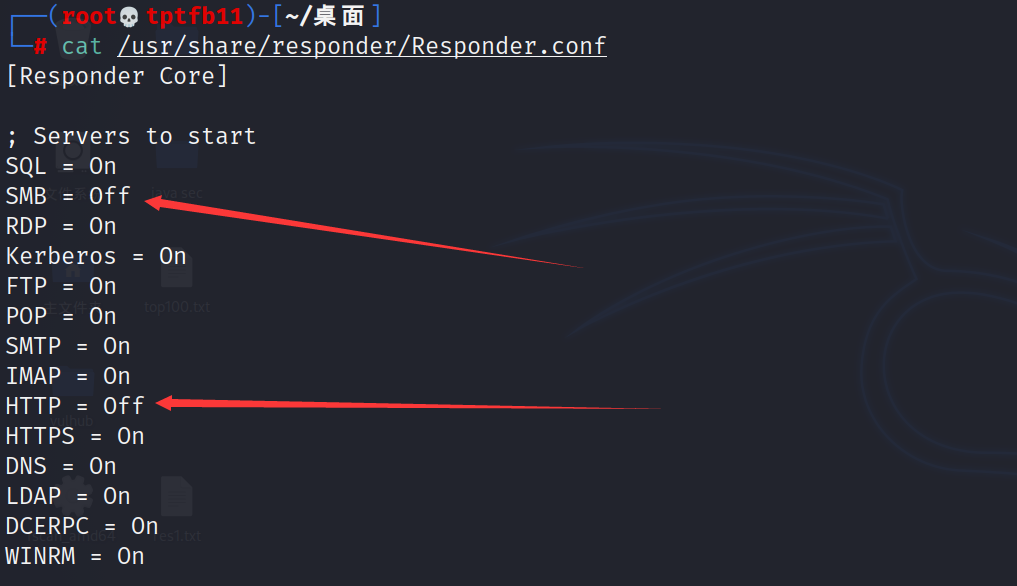 ┌──(root💀tptfb11)-[~/桌面]
└─# cat /usr/share/responder/Responder.conf
[Responder Core]
; Servers to start
SQL = On
SMB = Off
RDP = On
Kerberos = On
FTP = On
POP = On
SMTP = On
IMAP = On
HTTP = Off
HTTPS = On
DNS = On
LDAP = On
DCERPC = On
WINRM = On
top100.txt